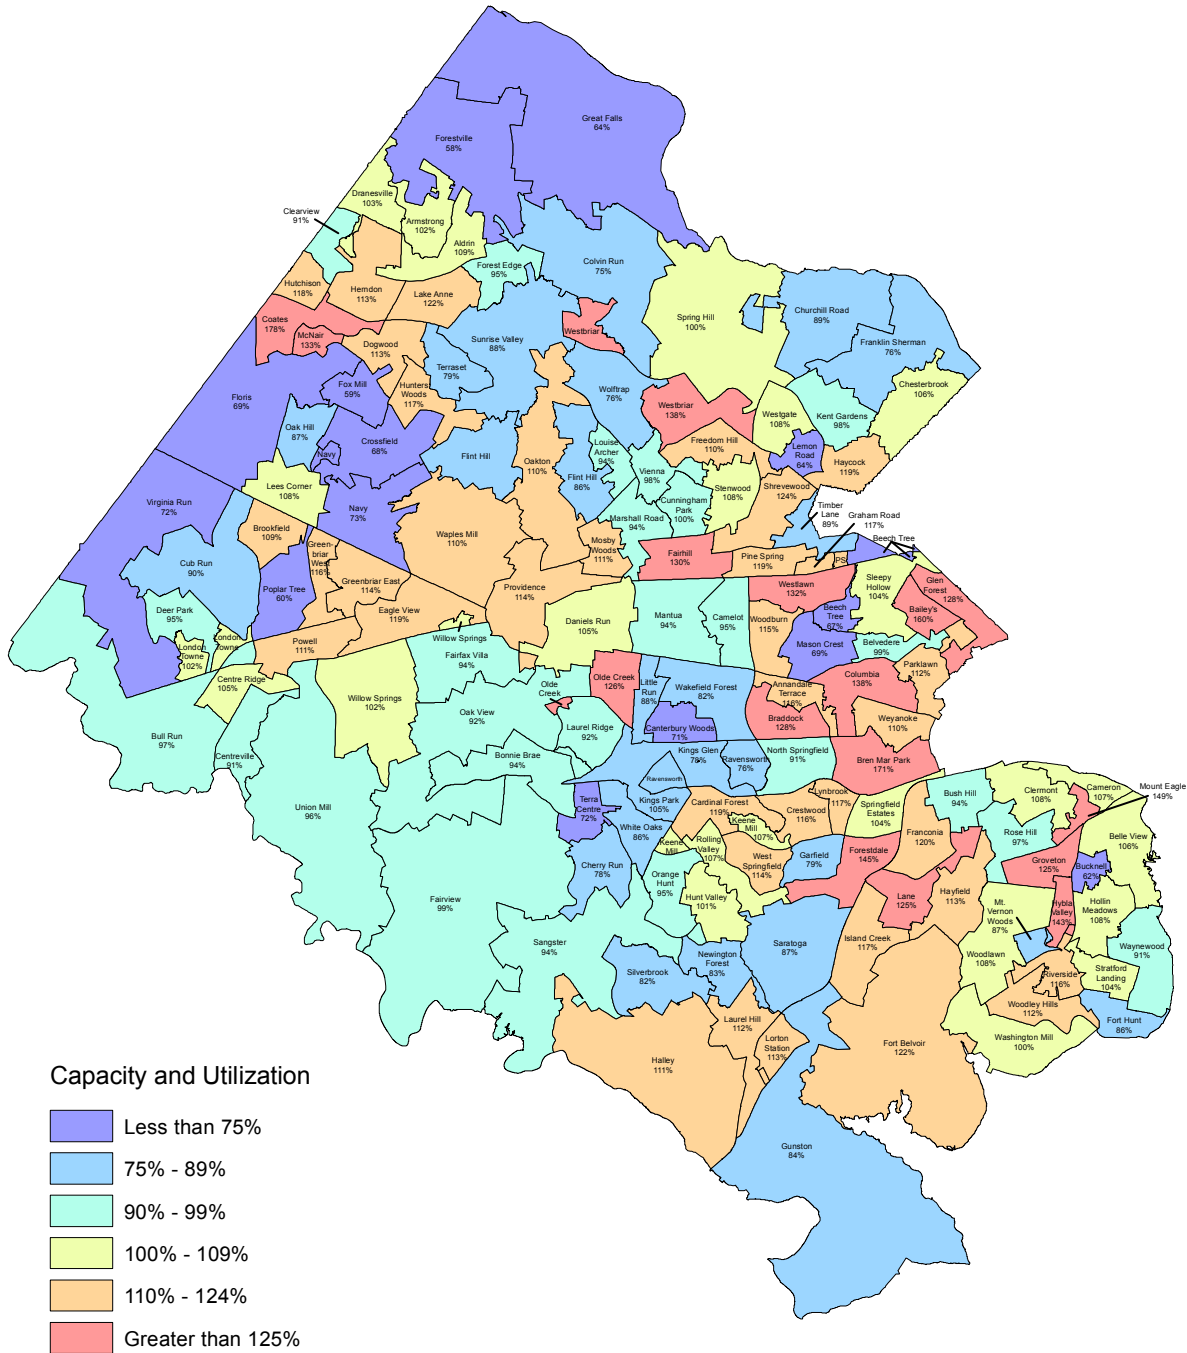 Great Falls
64%
Forestville
58%
Dranesville
103%
Clearview
91%
Armstrong
102%
Aldrin
109%
Forest Edge
95%
Colvin Run
75%
Hutchison
118%
Herndon
113%
Lake Anne
122%
Spring Hill
100%
Churchill Road
89%
Franklin Sherman
76%
Coates
178%
McNair
133%
Dogwood
113%
Sunrise Valley
88%
Westbriar
Terraset
79%
Fox Mill
59%
Hunters
Woods
117%
Wolftrap
76%
Chesterbrook
106%
Floris
69%
Westbriar
138%
Westgate
108%
Kent Gardens
98%
Oak Hill
87%
Crossfield
68%
Navy
Flint Hill
Oakton
110%
Louise
Archer
94%
Freedom Hill
110%
Lemon
Road
64%
Haycock
119%
Flint Hill
86%
Vienna
98%
Stenwood
108%
Shrevewood
124%
Lees Corner
108%
Virginia Run
72%
Navy
73%
Cunningham
Park
100%
Timber
Lane
89%
Graham Road
117%
Marshall Road
94%
Brookfield
109%
Green-
briar
West
116%
Waples Mill
110%
Mosby
Woods
111%
Beech Tree
Fairhill
130%
Pine Spring
119%
PS
Cub Run
90%
Poplar Tree
60%
Greenbriar East
114%
Providence
114%
Westlawn
132%
Sleepy
Hollow
104%
Glen
Forest
128%
Deer Park
95%
Eagle View
119%
Daniels Run
105%
Mantua
94%
Camelot
95%
Woodburn
115%
Beech
Tree
67%
Bailey's
160%
London
Towne
London
Towne
102%
Powell
111%
Willow Springs
Fairfax Villa
94%
Mason Crest
69%
Belvedere
99%
Parklawn
112%
Centre Ridge
105%
Willow Springs
102%
Olde Creek
126%
Little
Run
88%
Wakefield Forest
82%
Annandale
Terrace
116%
Columbia
138%
Olde
Creek
Oak View
92%
Laurel Ridge
92%
Canterbury Woods
71%
Braddock
128%
Weyanoke
110%
Bull Run
97%
Centreville
91%
Bonnie Brae
94%
Kings Glen
78%
Ravensworth
76%
North Springfield
91%
Bren Mar Park
171%
Ravensworth
Union Mill
96%
Terra
Centre
72%
Kings Park
105%
Cardinal Forest
119%
Crestwood
116%
Lynbrook
117%
Springfield
Estates
104%
Bush Hill
94%
Clermont
108%
Cameron
107%
Mount Eagle
149%
White Oaks
86%
Keene
Mill
107%
Keene
Mill
Rolling
Valley
107%
West
Springfield
114%
Garfield
79%
Forestdale
145%
Franconia
120%
Rose Hill
97%
Belle View
106%
Cherry Run
78%
Orange
Hunt
95%
Groveton
125%
Bucknell
62%
Fairview
99%
Hunt Valley
101%
Lane
125%
Hayfield
113%
Mt.
Vernon
Woods
87%
Hybla
Valley
143%
Hollin
Meadows
108%
Sangster
94%
Newington
Forest
83%
Saratoga
87%
Island Creek
117%
Waynewood
91%
Silverbrook
82%
Woodlawn
108%
Riverside
116%
Stratford
Landing
104%
Woodley Hills
112%
Laurel Hill
112%
Fort Hunt
86%
Lorton
Station
113%
Washington Mill
100%
Halley
111%
Fort Belvoir
122%
Gunston
84%
Capacity and Utilization
Less than 75%
75% - 89%
90% - 99%
100% - 109%
110% - 124%
Greater than 125%